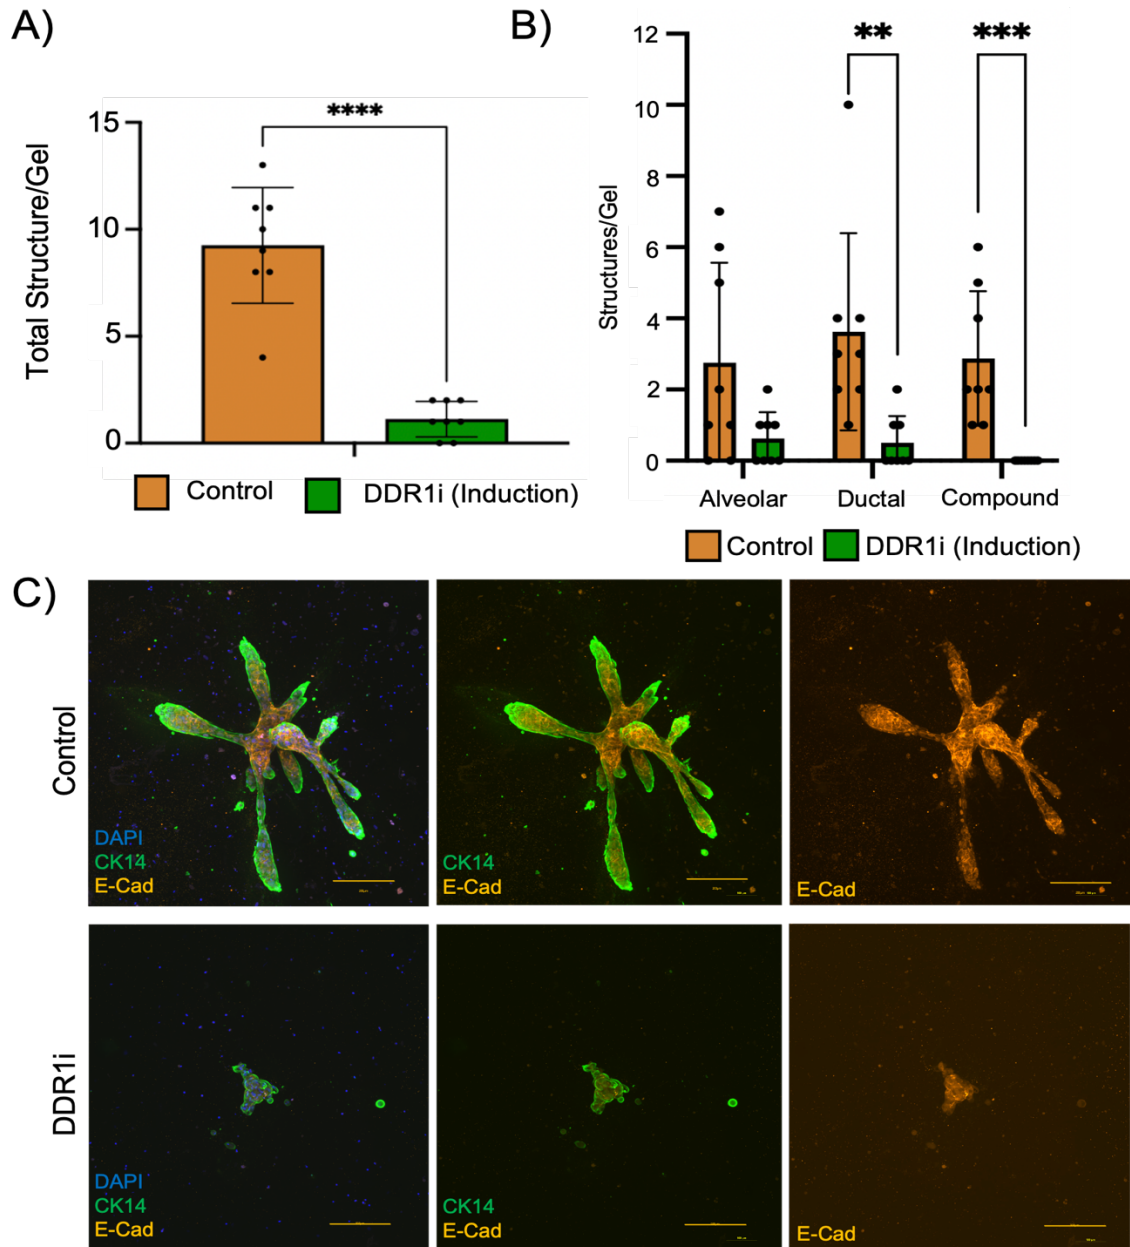 A)
****
15
10
5
0
Total Structure/Gel
Control
DDR1i (Induction)
B)
** ***
12
10
8
6
4
2
0
Structures/Gel
Alveolar Ductal Compound
Control DDR1i (Induction)
C)
Control
DAPI
CK14
E-Cad
CK14
E-Cad
E-Cad
DDR1i
DAPI
CK14
E-Cad
CK14
E-Cad
E-Cad